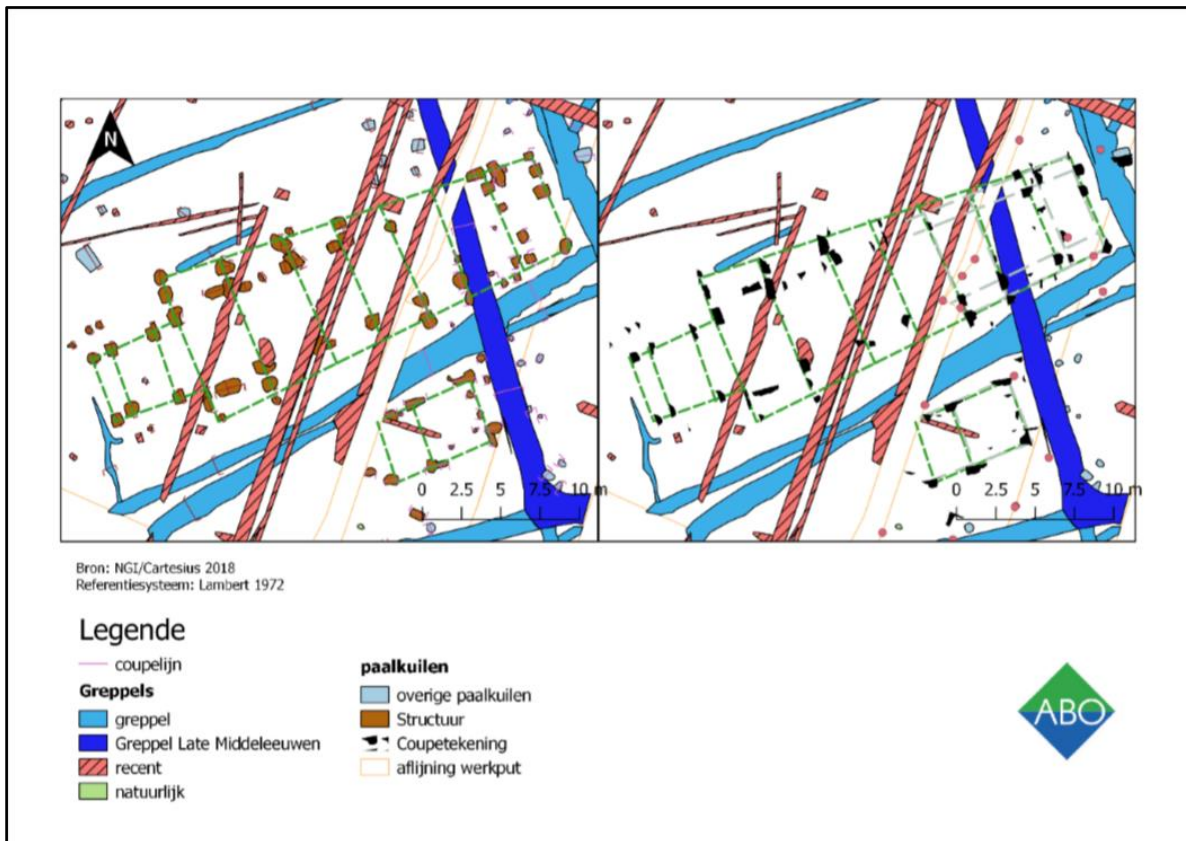 N
0 2.5 5 7.5 10 m
0 2.5 5 7.5 10 m
Bron: NGI/Cartesius 2018
Referentiesysteem: Lambert 1972
Legende
coupelijn
Greppels
greppel
Greppel Late Middeleeuwen
recent
natuurlijk
paalkuilen
overige paalkuilen
Structuur
Coupetekening
aflijning werkput
ABO